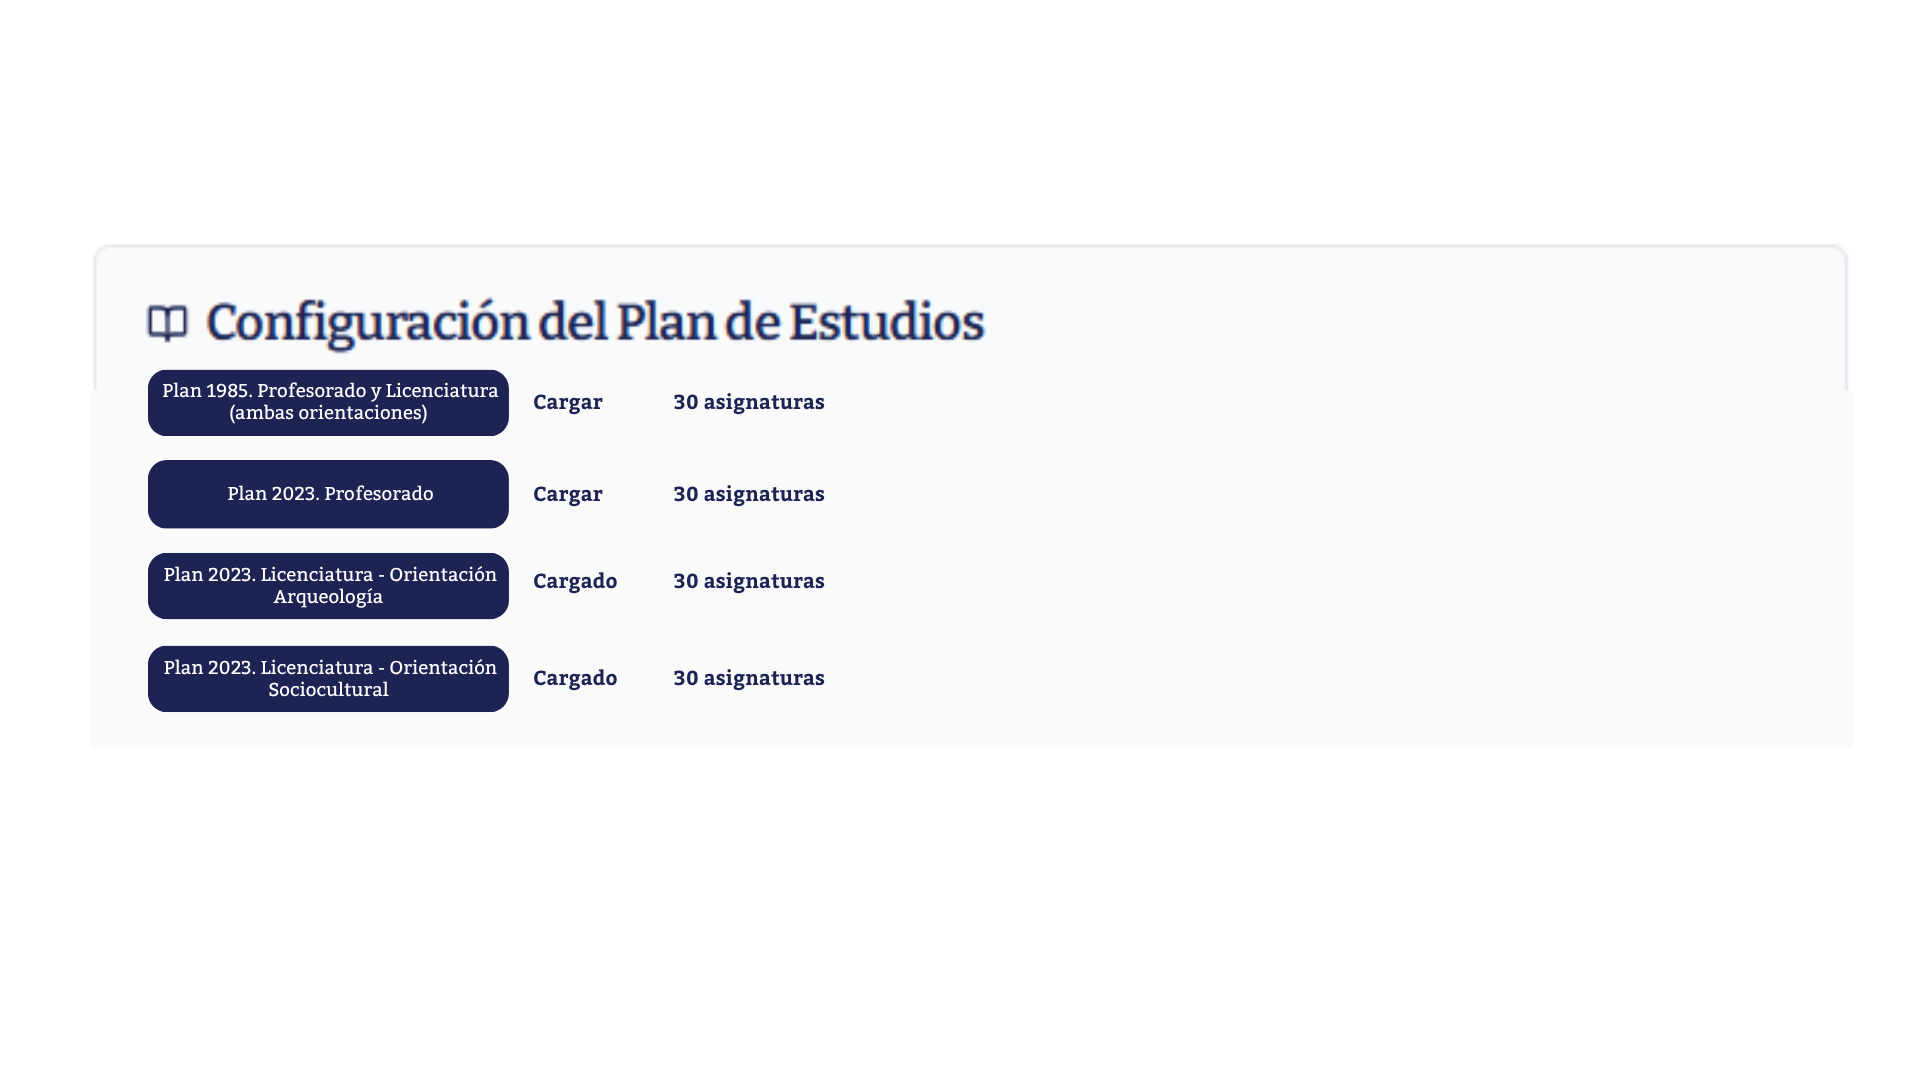 Configuración del Plan de Estudios
Plan 1985. Profesorado y Licenciatura
(ambas orientaciones)
Cargar
30 asignaturas
Plan 2023. Profesorado
Cargar
30 asignaturas
Plan 2023. Licenciatura - Orientación
Arqueología
Cargado
30 asignaturas
Plan 2023. Licenciatura - Orientación
Sociocultural
Cargado
30 asignaturas